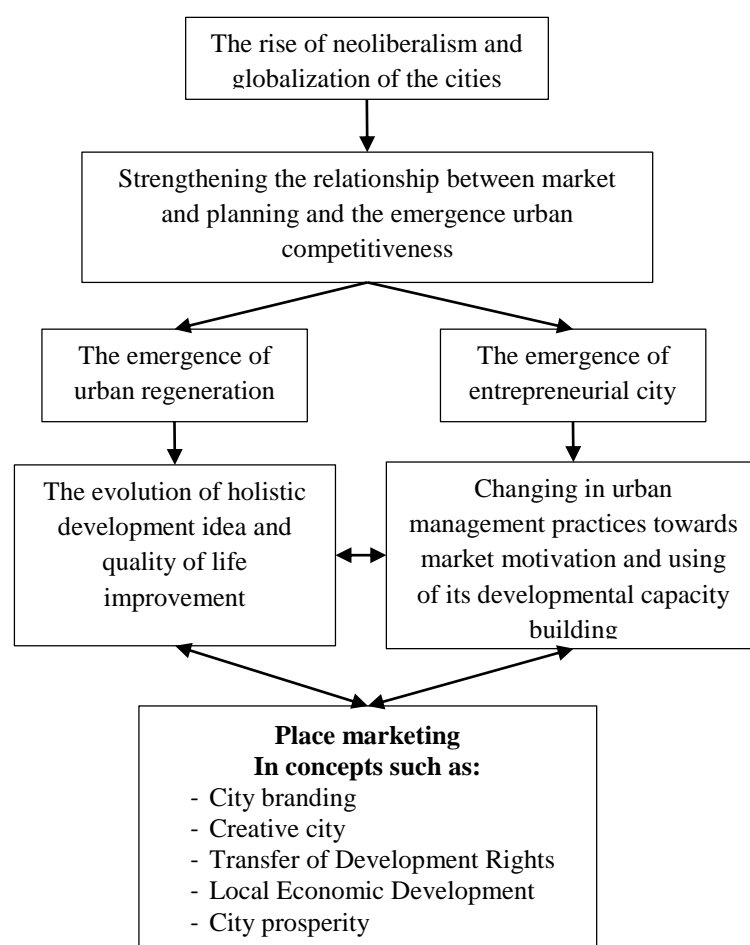 The rise of neoliberalism and
globalization of the cities
Strengthening the relationship between market
and planning and the emergence urban
competitiveness
The emergence of
urban regeneration
The emergence of
entrepreneurial city
The evolution of holistic
development idea and
quality of life
improvement
Changing in urban
management practices towards
market motivation and using
of its developmental capacity
building
Place marketing
In concepts such as:
- City branding
- Creative city
- Transfer of Development Rights
- Local Economic Development
- City prosperity